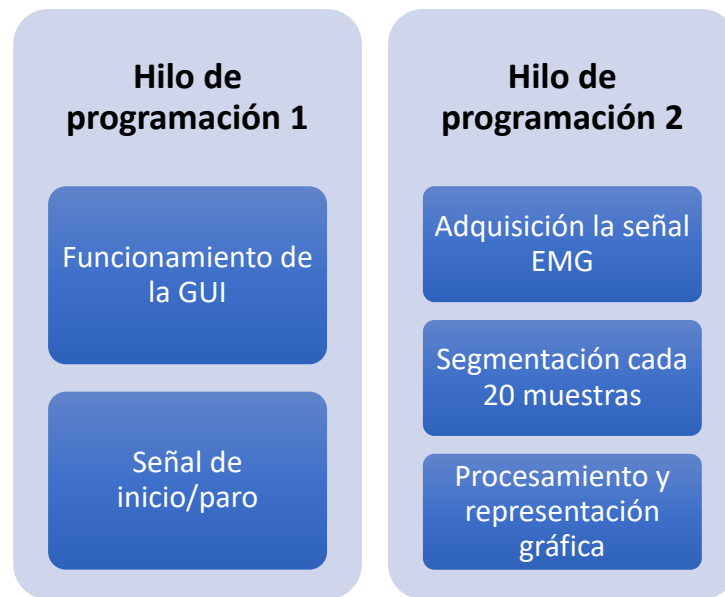 Hilo de
programación 1
Funcionamiento de
la GUI
Señal de
inicio/paro
Hilo de
programación 2
Adquisición la señal
EMG
Segmentación cada
20 muestras
Procesamiento y
representación
gráfica